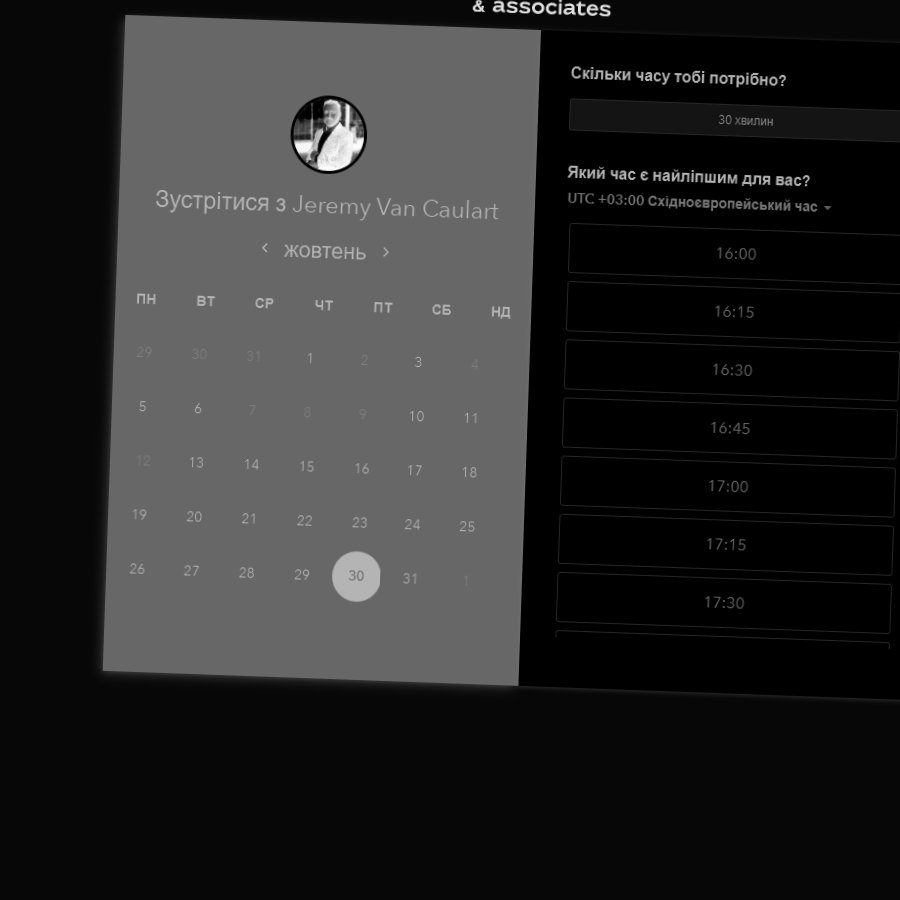 & associates
Зустрітися з Jeremy Van Caulart
жовтень
ПН ВТ СР ЧТ ПТ СБ НД
29 30 31 1 2 3 4
5 6 7 8 9 10 11
12 13 14 15 16 17 18
19 20 21 22 23 24 25
26 27 28 29 30 31 1
Скільки часу тобі потрібно?
30 хвилин
Який час є найліпшим для вас?
UTC +03:00 Східноєвропейський час
16:00
16:15
16:30
16:45
17:00
17:15
17:30